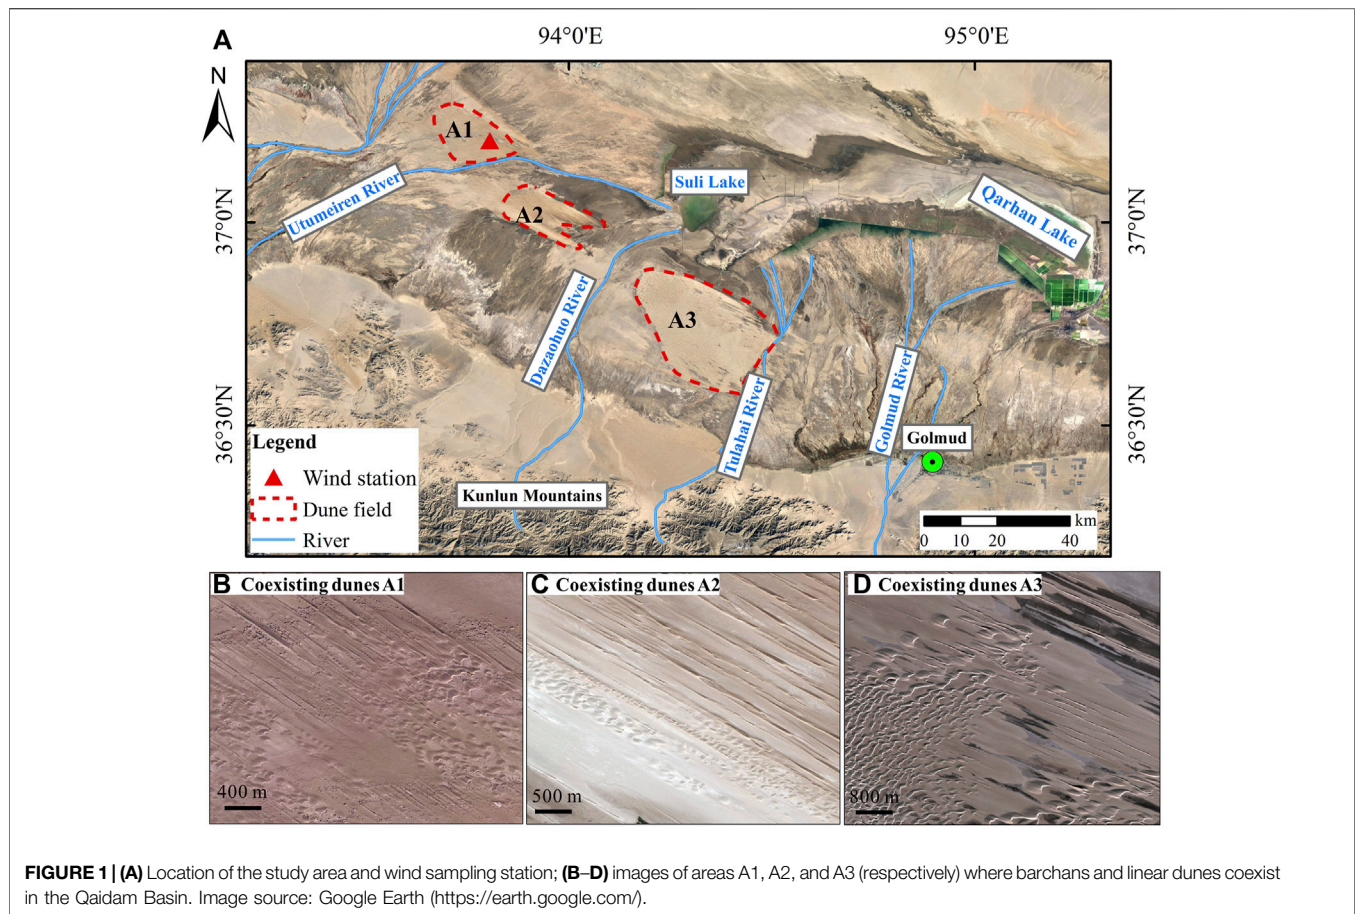 A
94°0'E
95°0'E
N
A1
Utumeiren River
Suli Lake
Qarhan Lake
37°0'N
A2
37°0'N
Dazaohuo River
A3
Tulahai River
Golmud River
36°30'N
36°30'N
Golmud
Kunlun Mountains
Legend
Wind station
Dune field
River
km
0 10 20 40
B Coexisting dunes A1
400 m
C Coexisting dunes A2
500 m
D Coexisting dunes A3
800 m
FIGURE 1 | (A) Location of the study area and wind sampling station; (B–D) images of areas A1, A2, and A3 (respectively) where barchans and linear dunes coexist
in the Qaidam Basin. Image source: Google Earth (https://earth.google.com/).